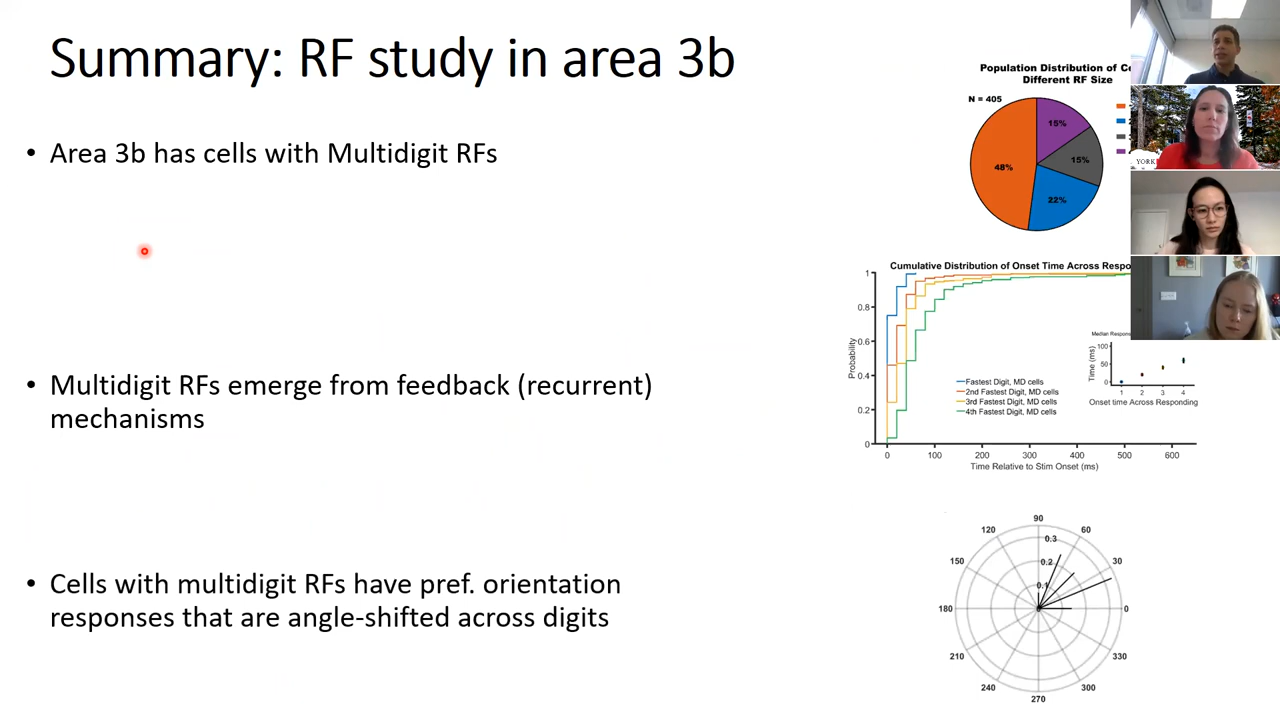 Summary: RF study in area 3b
• Area 3b has cells with Multidigit RFs
• Multidigit RFs emerge from feedback (recurrent)
mechanisms
• Cells with multidigit RFs have pref. orientation
responses that are angle-shifted across digits
Population Distribution of Ce
Different RF Size
N = 405
15%
15%
48%
22%
Cumulative Distribution of Onset Time Across Respo
1
0.8
0.6
0.4
0.2
0
Probability
0 100 200 300 400 500 600
Time Relative to Stim Onset (ms)
Fastest Digit, MD cells
2nd Fastest Digit, MD cells
3rd Fastest Digit, MD cells
4th Fastest Digit, MD cells
Median Respons
100
50
0
Time (ms)
1 2 3 4
Onset time Across Responding
90
120 60
0.3
150 0.2 30
0.1
180 0
210 330
240 300
270
YORK